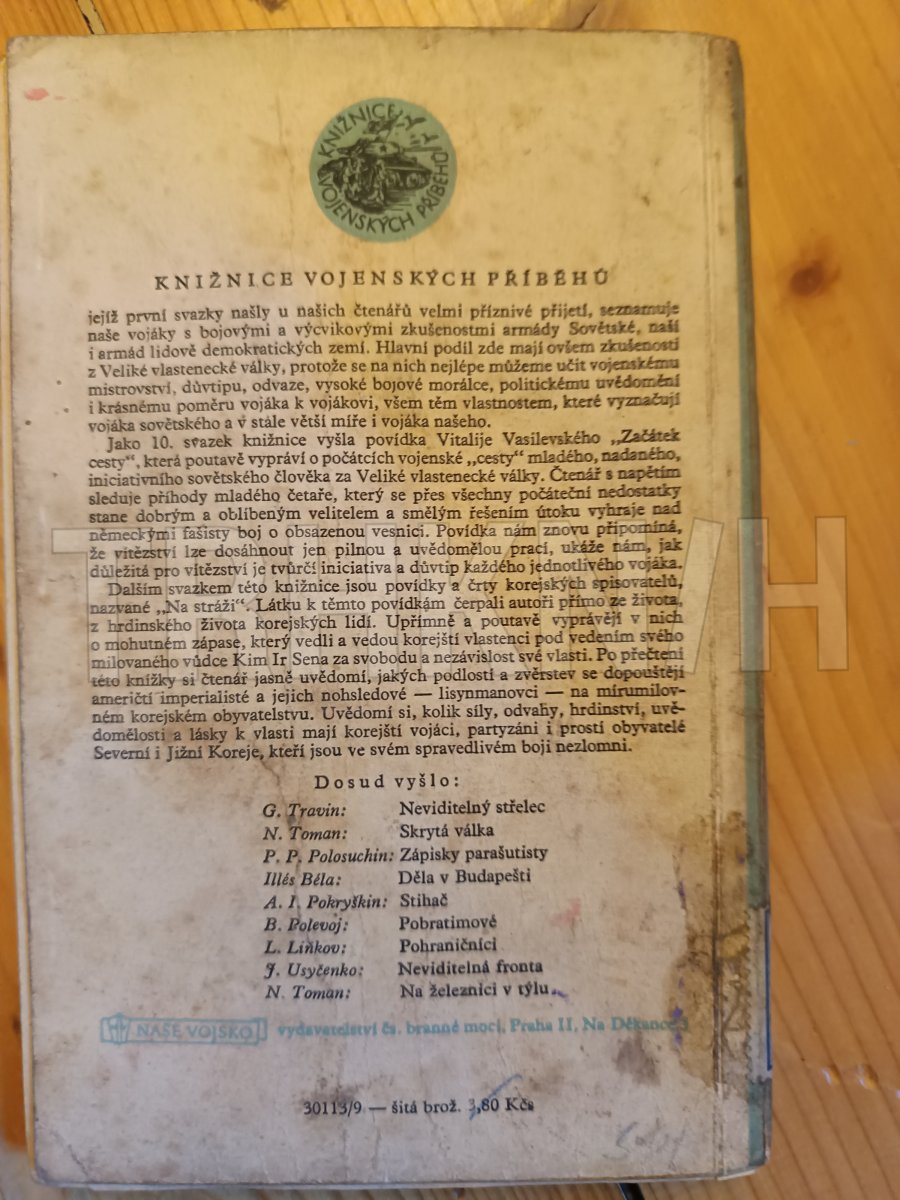 KNIŽNICE VOJENSKÝCH PŘÍBĚHŮ
KNIŽNICE VOJENSKÝCH PŘÍBĚHŮ
jejíž první svazky našly u našich čtenářů velmi příznivé přijetí, seznamuje
naše vojáky s bojovými a výcvikovými zkušenostmi armády Sovětské, naší
i armád lidově demokratických zemí. Hlavní podíl zde mají ovšem zkušenosti
z Veliké vlastenecké války, protože se na nich nejlépe můžeme učit vojenskému
mistrovství, důvtipu, odvaze, vysoké bojové morálce, politickému uvědomění
i krásnému poměru vojáka k vojákovi, všem těm vlastnostem, které vyznačují
vojáka sovětského a v stále větší míře i vojáka našeho.
Jako 10. svazek knižnice vyšla povídka Vitalije Vasilevského „Začátek
cesty“, která poutavě vypráví o počátcích vojenské „cesty“ mladého, nadaného,
iniciativního sovětského člověka za Veliké vlastenecké války. Čtenář s napětím
sleduje příhody mladého četaře, který se přes všechny počáteční nedostatky
stane dobrým a oblíbeným velitelem a smělým řešením útoku vyhraje nad
německými fašisty boj o obsazenou vesnici. Povídka nám znovu připomíná,
že vítězství lze dosáhnout jen pilnou a uvědomělou prací, ukáže nám, jak
důležitá pro vítězství je tvůrčí iniciativa a důvtip každého jednotlivého vojáka.
Dalším svazkem této knižnice jsou povídky a črty korejských spisovatelů,
nazvané „Na stráži“. Látku k těmto povídkám čerpali autoři přímo ze života,
z hrdinského života korejských lidí. Upřímně a poutavě vyprávějí v nich
o mohutném zápase, který vedli a vedou korejští vlastenci pod vedením svého
milovaného vůdce Kim Ir Sena za svobodu a nezávislost své vlasti. Po přečtení
této knížky si čtenář jasně uvědomí, jakých podlostí a zvěrstev se dopouštějí
američtí imperialisté a jejich nohsledové — lisynmanovci — na mírumilov-
ném korejském obyvatelstvu. Uvědomí si, kolik síly, odvahy, hrdinství, uvě-
domělosti a lásky k vlasti mají korejští vojáci, partyzáni i prostí obyvatelé
Severní i Jižní Koreje, kteří jsou ve svém spravedlivém boji nezlomni.
Dosud vyšlo:
G. Travin: Neviditelný střelec
N. Toman: Skrytá válka
P. P. Polosuchin: Zápisky parašutisty
Illés Béla: Děla v Budapešti
A. I. Pokryškin: Stihač
B. Polevoj: Pobratimové
L. Liňkov: Pohraničníci
J. Usyčenko: Neviditelná fronta
N. Toman: Na železnici v týlu
NAŠE VOJSKO vydavatelství čs. branné moci, Praha II, Na Děkance 3
30113/9 — šitá brož. 3,80 Kčs